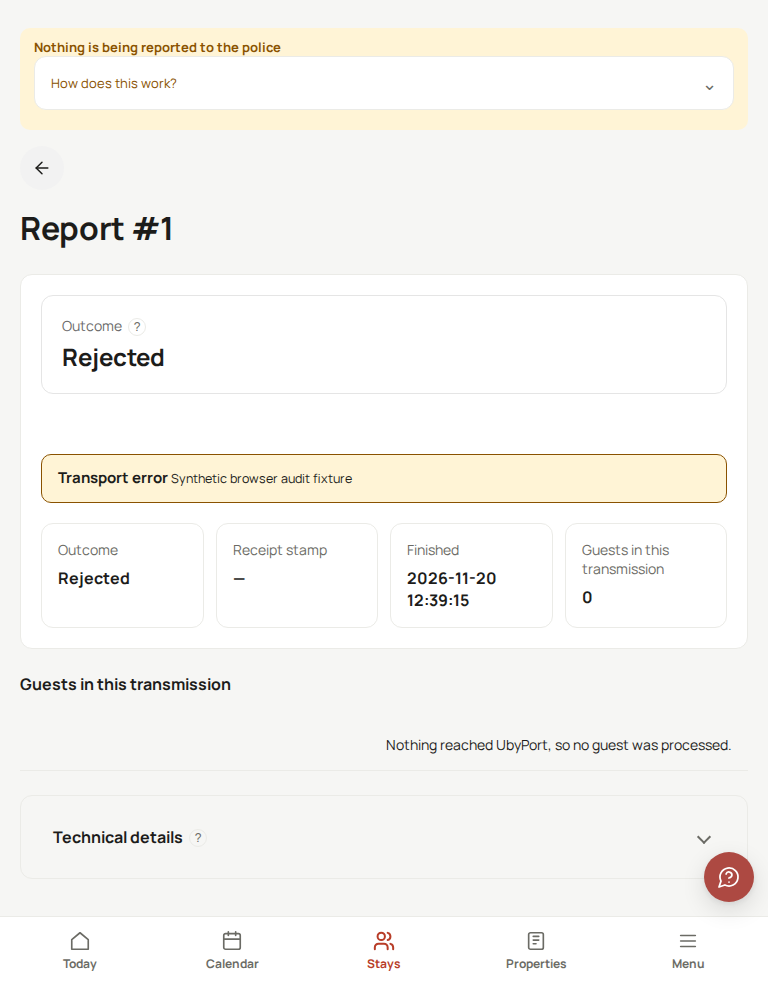 Nothing is being reported to the police
How does this work?
Report #1
Outcome ?
Rejected
Transport error Synthetic browser audit fixture
Outcome
Rejected
Receipt stamp
—
Finished
2026-11-20
12:39:15
Guests in this
transmission
0
Guests in this transmission
Nothing reached UbyPort, so no guest was processed.
Technical details ?
Today
Calendar
Stays
Properties
Menu